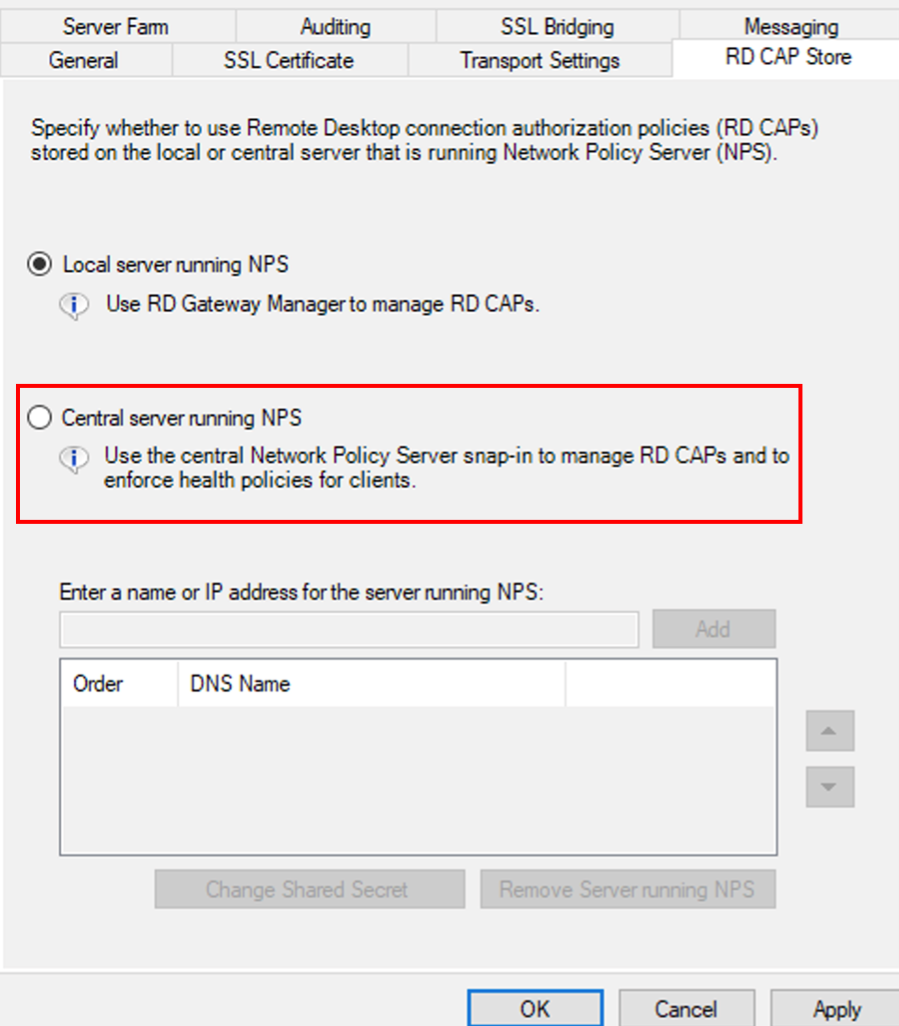 Server Farm Auditing SSL Bridging Messaging
General SSL Certificate Transport Settings RD CAP Store
Specify whether to use Remote Desktop connection authorization policies (RD CAPs)
stored on the local or central server that is running Network Policy Server (NPS).
Local server running NPS
Use RD Gateway Manager to manage RD CAPs.
Central server running NPS
Use the central Network Policy Server snap-in to manage RD CAPs and to
enforce health policies for clients.
Enter a name or IP address for the server running NPS:
Add
Order DNS Name
Change Shared Secret Remove Server running NPS
OK Cancel Apply